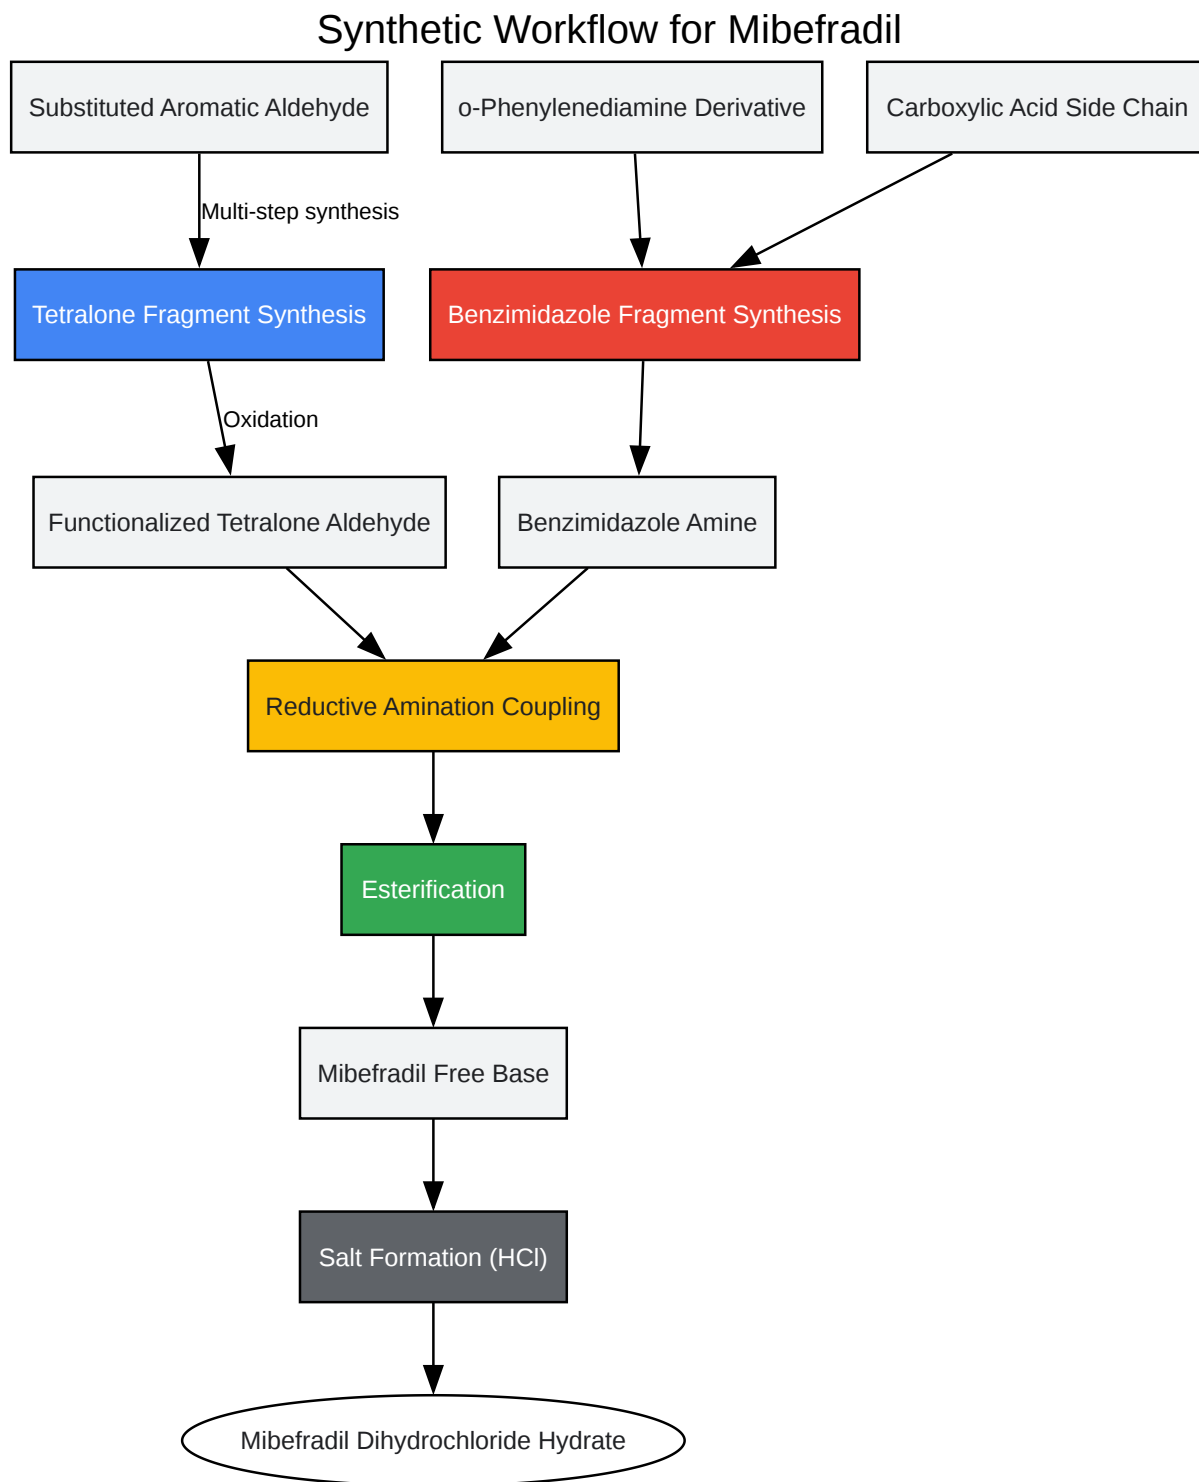 Synthetic Workflow for Mibefradil
Substituted Aromatic Aldehyde
o-Phenylenediamine Derivative
Carboxylic Acid Side Chain
Multi-step synthesis
Tetralone Fragment Synthesis
Benzimidazole Fragment Synthesis
Oxidation
Functionalized Tetralone Aldehyde
Benzimidazole Amine
Reductive Amination Coupling
Esterification
Mibefradil Free Base
Salt Formation (HCl)
Mibefradil Dihydrochloride Hydrate